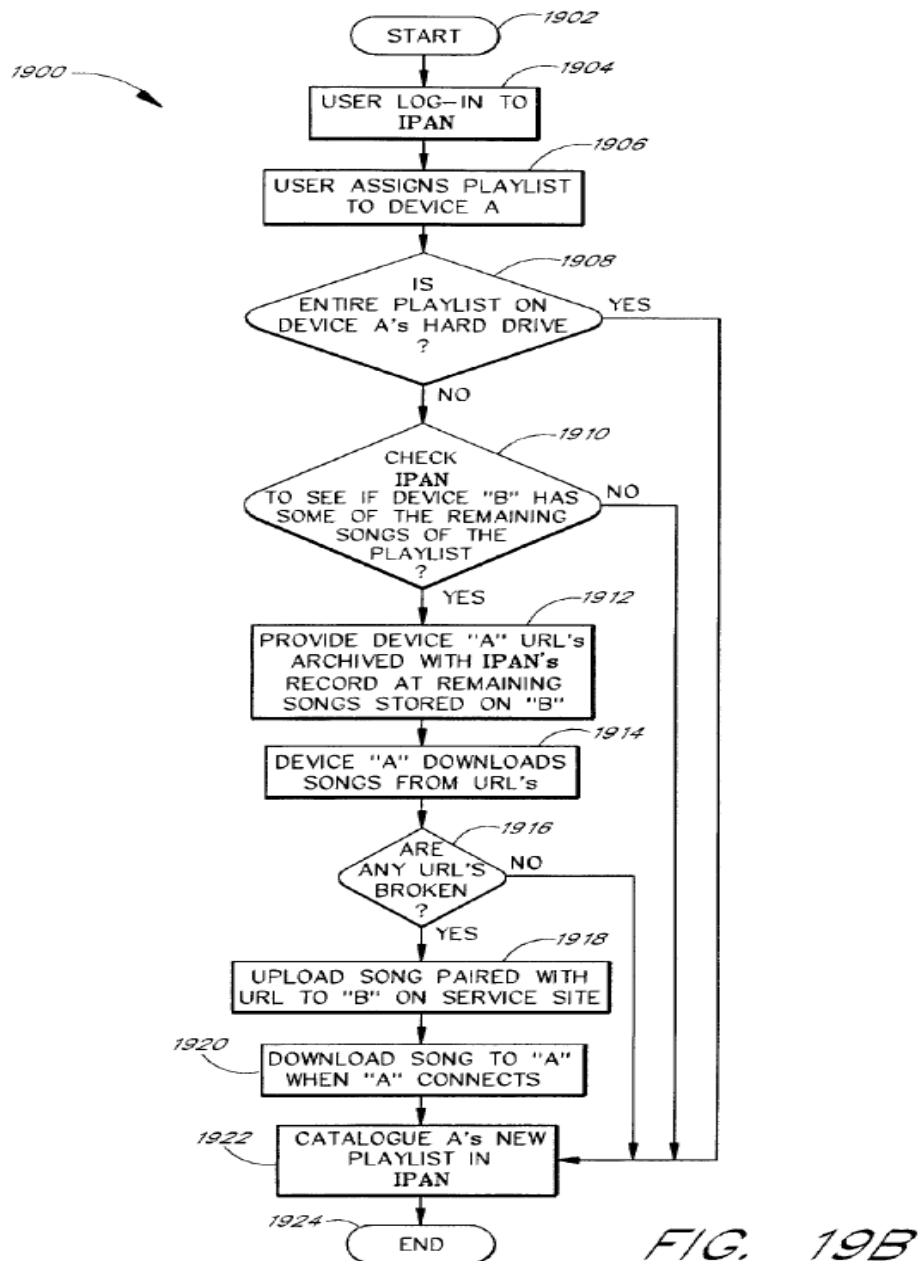 1902
START
1900
1904
USER LOG-IN TO
IPAN
1906
USER ASSIGNS PLAYLIST
TO DEVICE A
1908
IS
ENTIRE PLAYLIST ON
DEVICE A's HARD DRIVE
?
YES
NO
1910
CHECK
IPAN
TO SEE IF DEVICE "B" HAS
SOME OF THE REMAINING
SONGS OF THE
PLAYLIST
?
NO
YES
1912
PROVIDE DEVICE "A" URL's
ARCHIVED WITH IPAN's
RECORD AT REMAINING
SONGS STORED ON "B"
1914
DEVICE "A" DOWNLOADS
SONGS FROM URL's
1916
ARE
ANY URL'S
BROKEN
?
NO
YES
1918
UPLOAD SONG PAIRED WITH
URL TO "B" ON SERVICE SITE
1920
DOWNLOAD SONG TO "A"
WHEN "A" CONNECTS
1922
CATALOGUE A's NEW
PLAYLIST IN
IPAN
1924
END
FIG. 19B